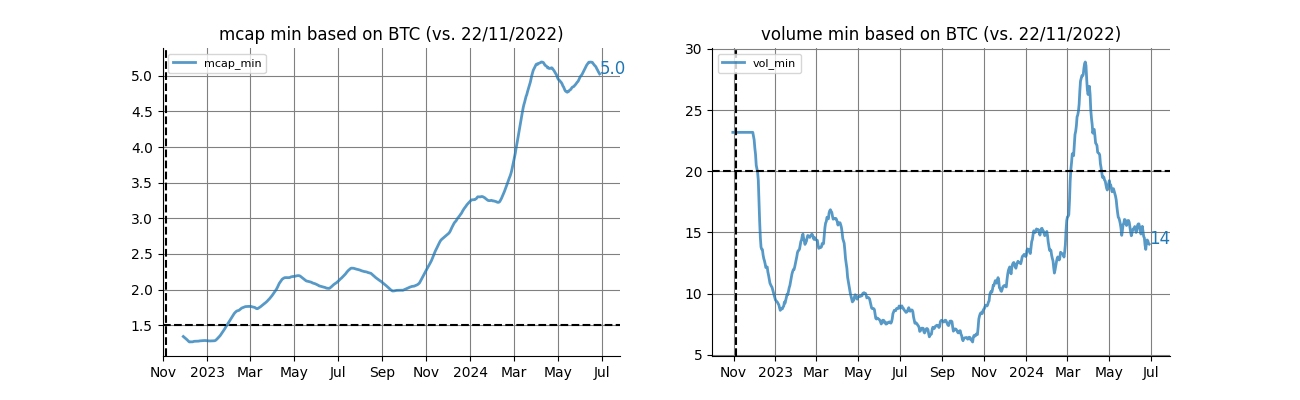 mcap min based on BTC (vs. 22/11/2022)
mcap_min
5.0
5.0
4.5
4.0
3.5
3.0
2.5
2.0
1.5
Nov 2023 Mar May Jul Sep Nov 2024 Mar May Jul
volume min based on BTC (vs. 22/11/2022)
vol_min
30
25
20
15
10
5
14
Nov 2023 Mar May Jul Sep Nov 2024 Mar May Jul